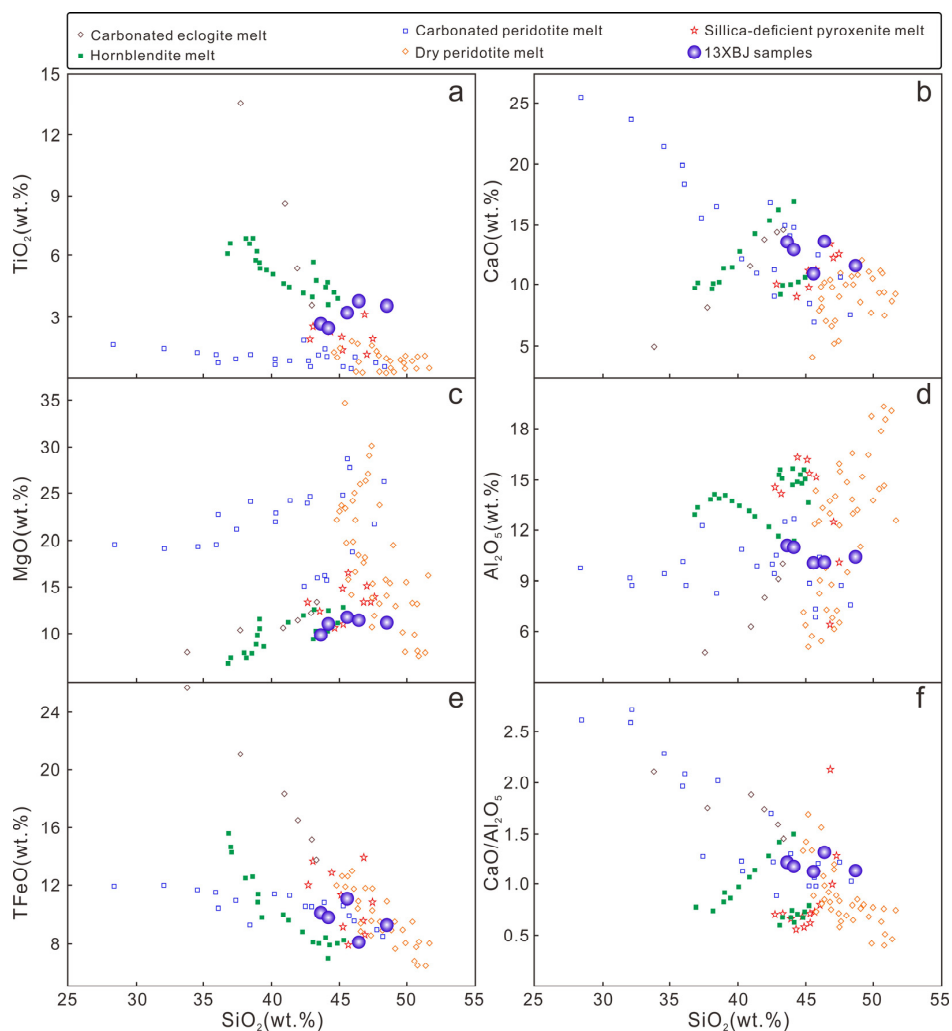 Carbonated eclogite melt Carbonated peridotite melt Sillica-deficient pyroxenite melt
Hornblendite melt Dry peridotite melt 13XBJ samples
a
15
12
9
6
3
TiO2(wt.%)
b
25
20
15
10
5
CaO(wt.%)
c
35
30
25
20
15
10
MgO(wt.%)
d
18
15
12
9
6
Al2O5(wt.%)
e
24
20
16
12
8
TFeO(wt.%)
25 30 35 40 45 50 55
SiO2(wt.%)
f
2.5
2.0
1.5
1.0
0.5
CaO/Al2O5
25 30 35 40 45 50 55
SiO2(wt.%)